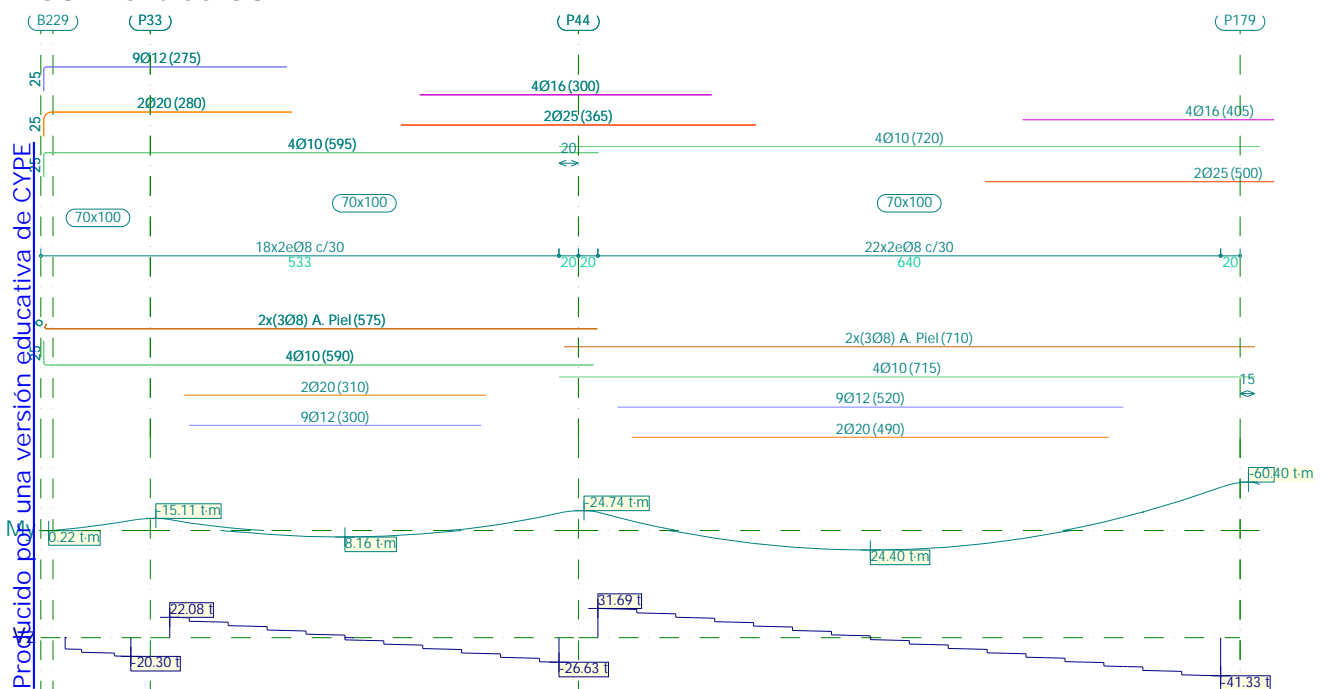 B229
P33
P44
P179
9Ø12(275)
25
4Ø16(300)
2Ø20(280)
2Ø25(365)
4Ø16(405)
25
4Ø10(595)
20
4Ø10(720)
25
2Ø25(500)
70x100
70x100
70x100
18x2eØ8 c/30
22x2eØ8 c/30
533
20
20
640
20
2x(3Ø8) A. Piel(575)
2x(3Ø8) A. Piel(710)
25
4Ø10(590)
4Ø10(715)
15
2Ø20(310)
9Ø12(520)
9Ø12(300)
2Ø20(490)
-60.40 t·m
-24.74 t·m
-15.11 t·m
My
0.22 t·m
8.16 t·m
24.40 t·m
22.08 t
31.69 t
-20.30 t
-26.63 t
-41.33 t
Producido por una versión educativa de CYPE